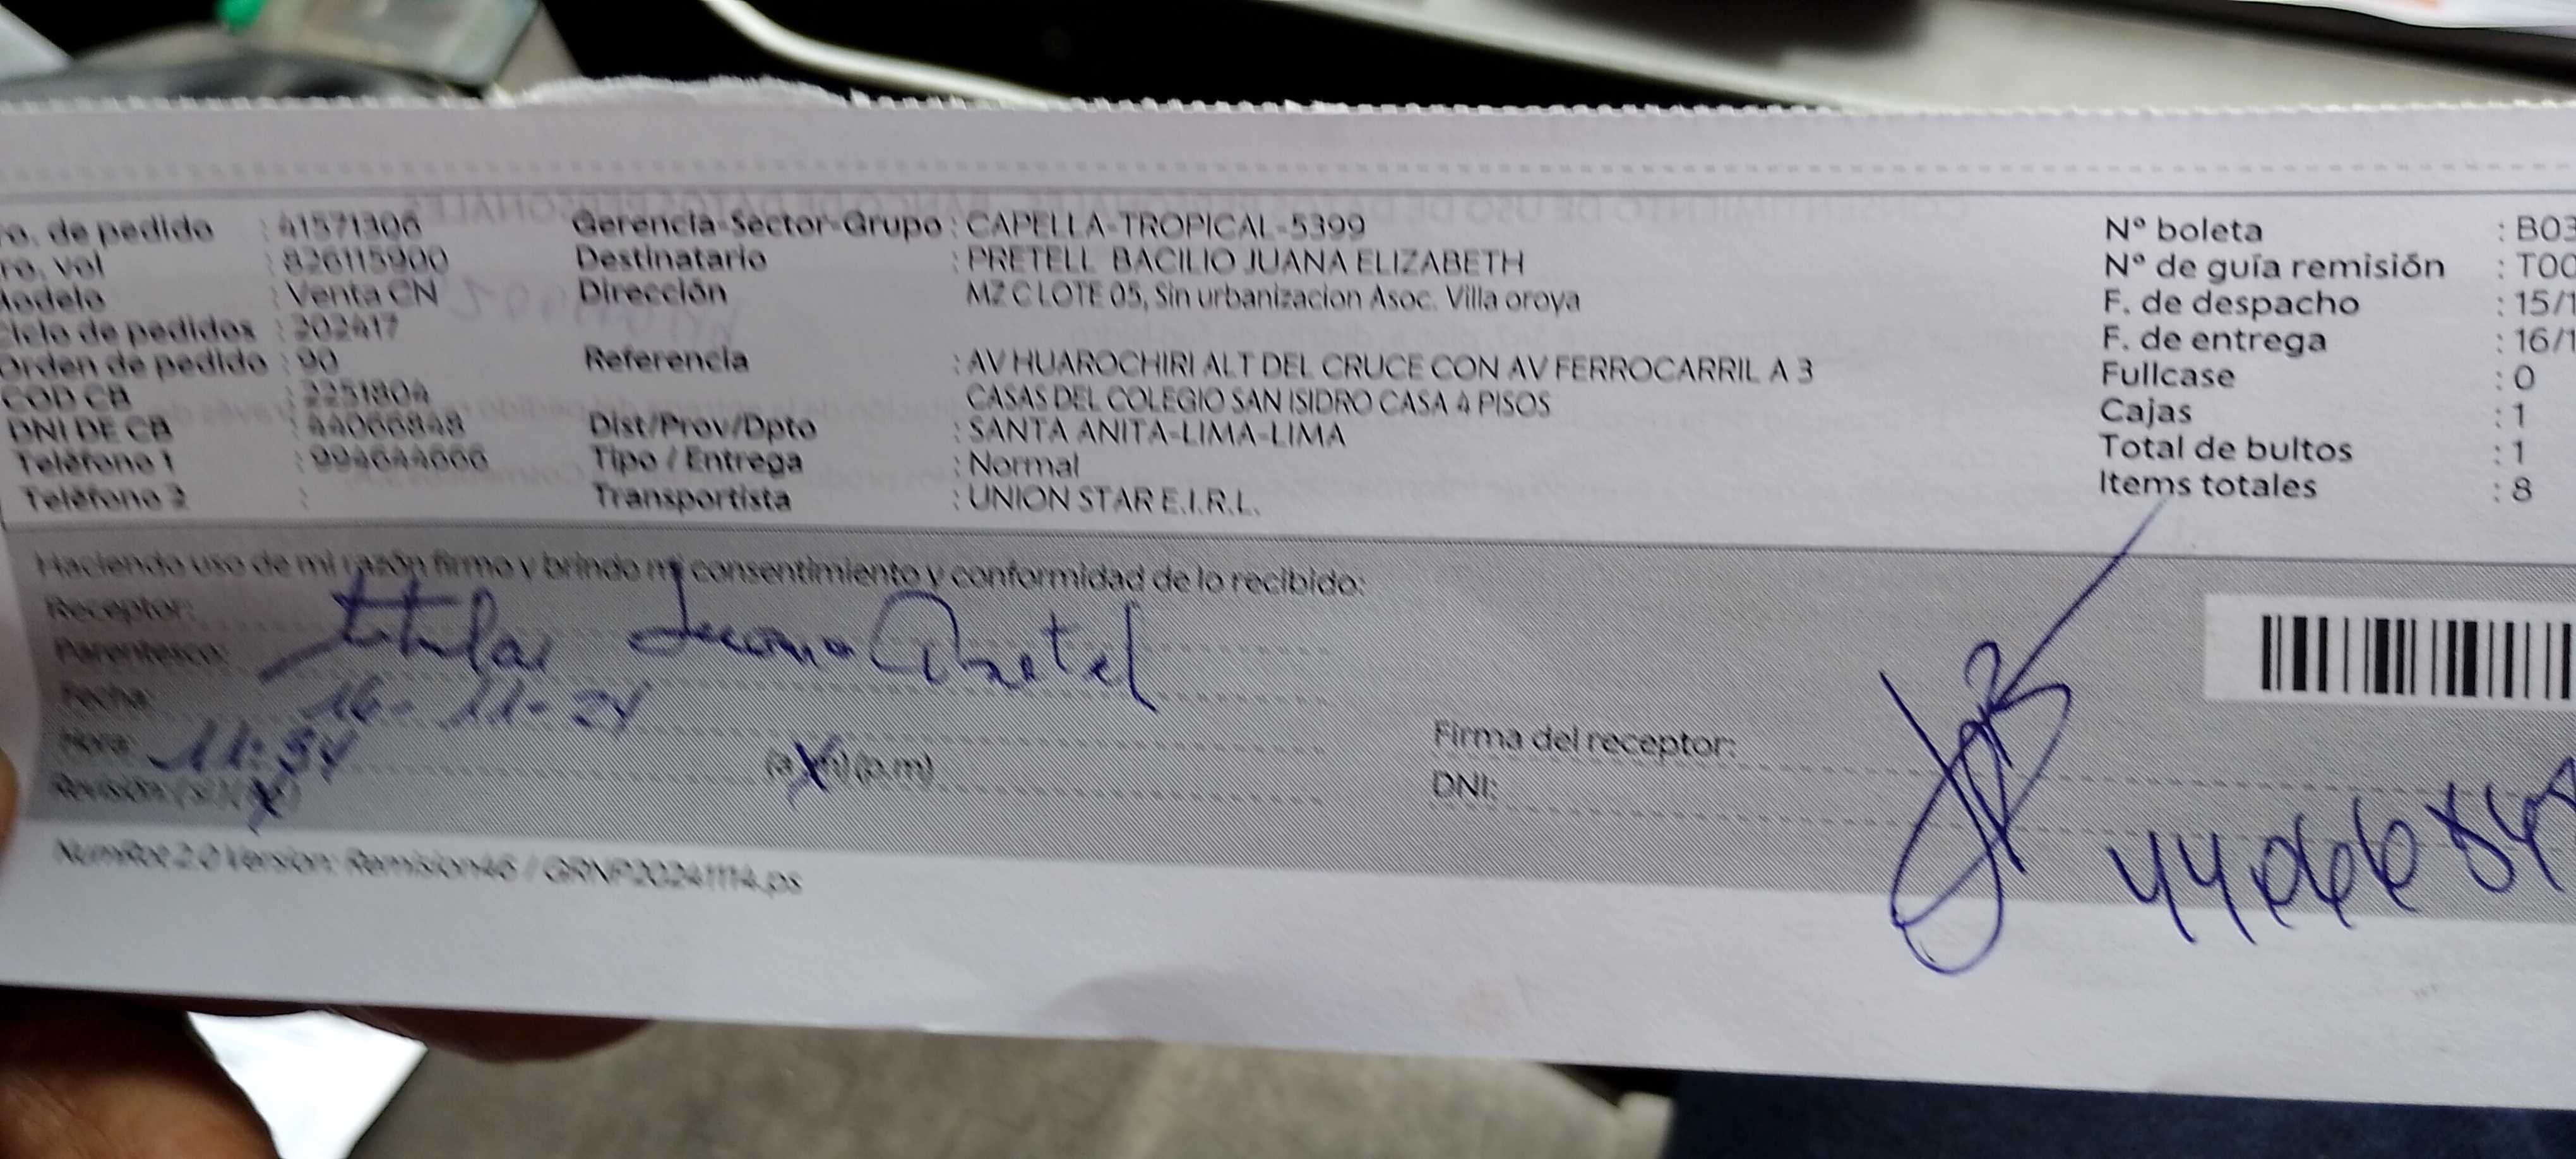 ro. de pedido : 41571306 Gerencia-Sector-Grupo : CAPELLA-TROPICAL-5399 N° boleta : B03
ro. Vol : 826115900 Destinatario : PRETELL BACILIO JUANA ELIZABETH N° de guía remisión : T00
Modelo : Venta CN Dirección MZ C LOTE 05, Sin urbanizacion Asoc. Villa oroya F. de despacho : 15/1
Ciclo de pedidos : 202417 F. de entrega : 16/1
Orden de pedido : 90 Referencia : AV HUAROCHIRI ALT DEL CRUCE CON AV FERROCARRIL A 3 Fullcase : 0
COD CB : 2251804 CASAS DEL COLEGIO SAN ISIDRO CASA 4 PISOS Cajas : 1
DNI DE CB : 44066848 Dist/Prov/Dpto : SANTA ANITA-LIMA-LIMA Total de bultos : 1
Teléfono 1 : 994644666 Tipo / Entrega : Normal Items totales : 8
Teléfono 2 : Transportista : UNION STAR E.I.R.L.
Haciendo uso de mi razón firmo y brindo mi consentimiento y conformidad de lo recibido:
Receptor:
Parentesco: titular Juana Pretel
Fecha: 16-11-24
Hora: 11:54 (a.m) (p.m) Firma del receptor:
Revisión: (si) (X) DNI: 4406684
NumRot 2.0 Version: Remision46 / GRNP20241114.ps